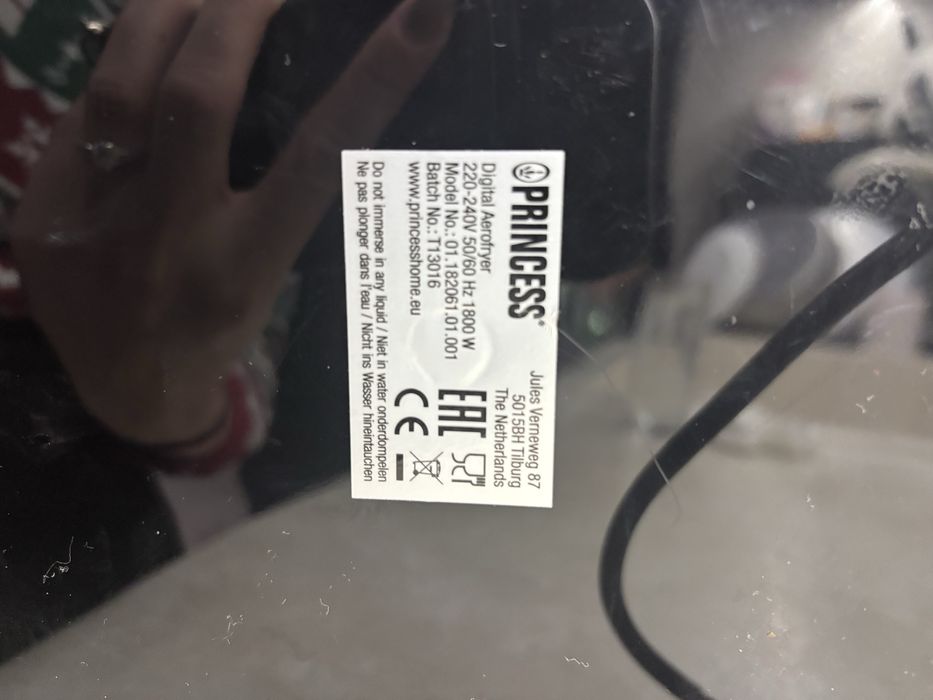 PRINCESS®
Jules Verneweg 87
5015BH Tilburg
The Netherlands
Digital Aerofryer
220-240V 50/60 Hz 1800 W
Model No.: 01.182061.01.001
Batch No.: T13016
www.princesshome.eu
EAC
CE
Do not immerse in any liquid / Niet in water onderdompelen
Ne pas plonger dans l'eau / Nicht ins Wasser hineintauchen